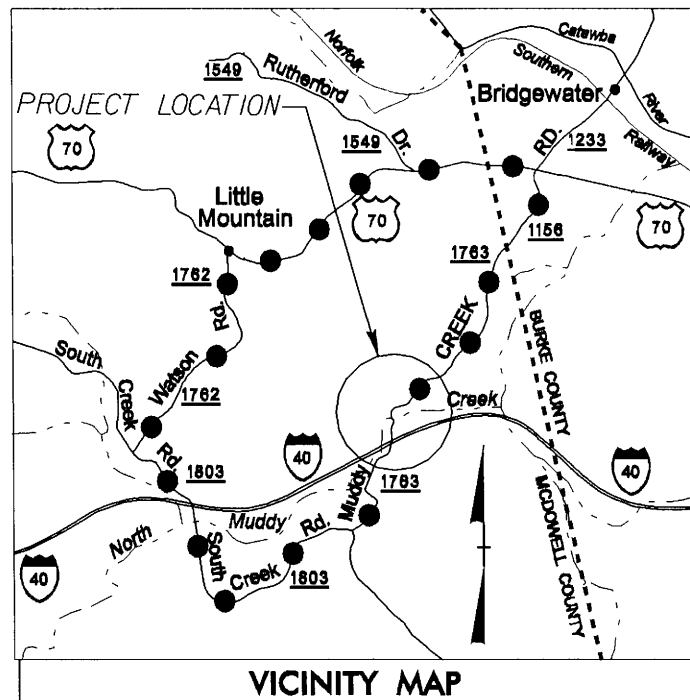 Norfolk
Southern
Railway
Catawba
River
1549
Rutherford
Dr.
Bridgewater
PROJECT LOCATION
70
1549
RD.
1233
Little
Mountain
70
70
1156
1762
1763
Rd.
CREEK
BURKE COUNTY
South
Creek
Rd.
Watson
1762
Creek
40
40
1803
1763
Muddy
North
Muddy
Rd.
South
Creek
1803
40
MCDOWELL COUNTY
VICINITY MAP